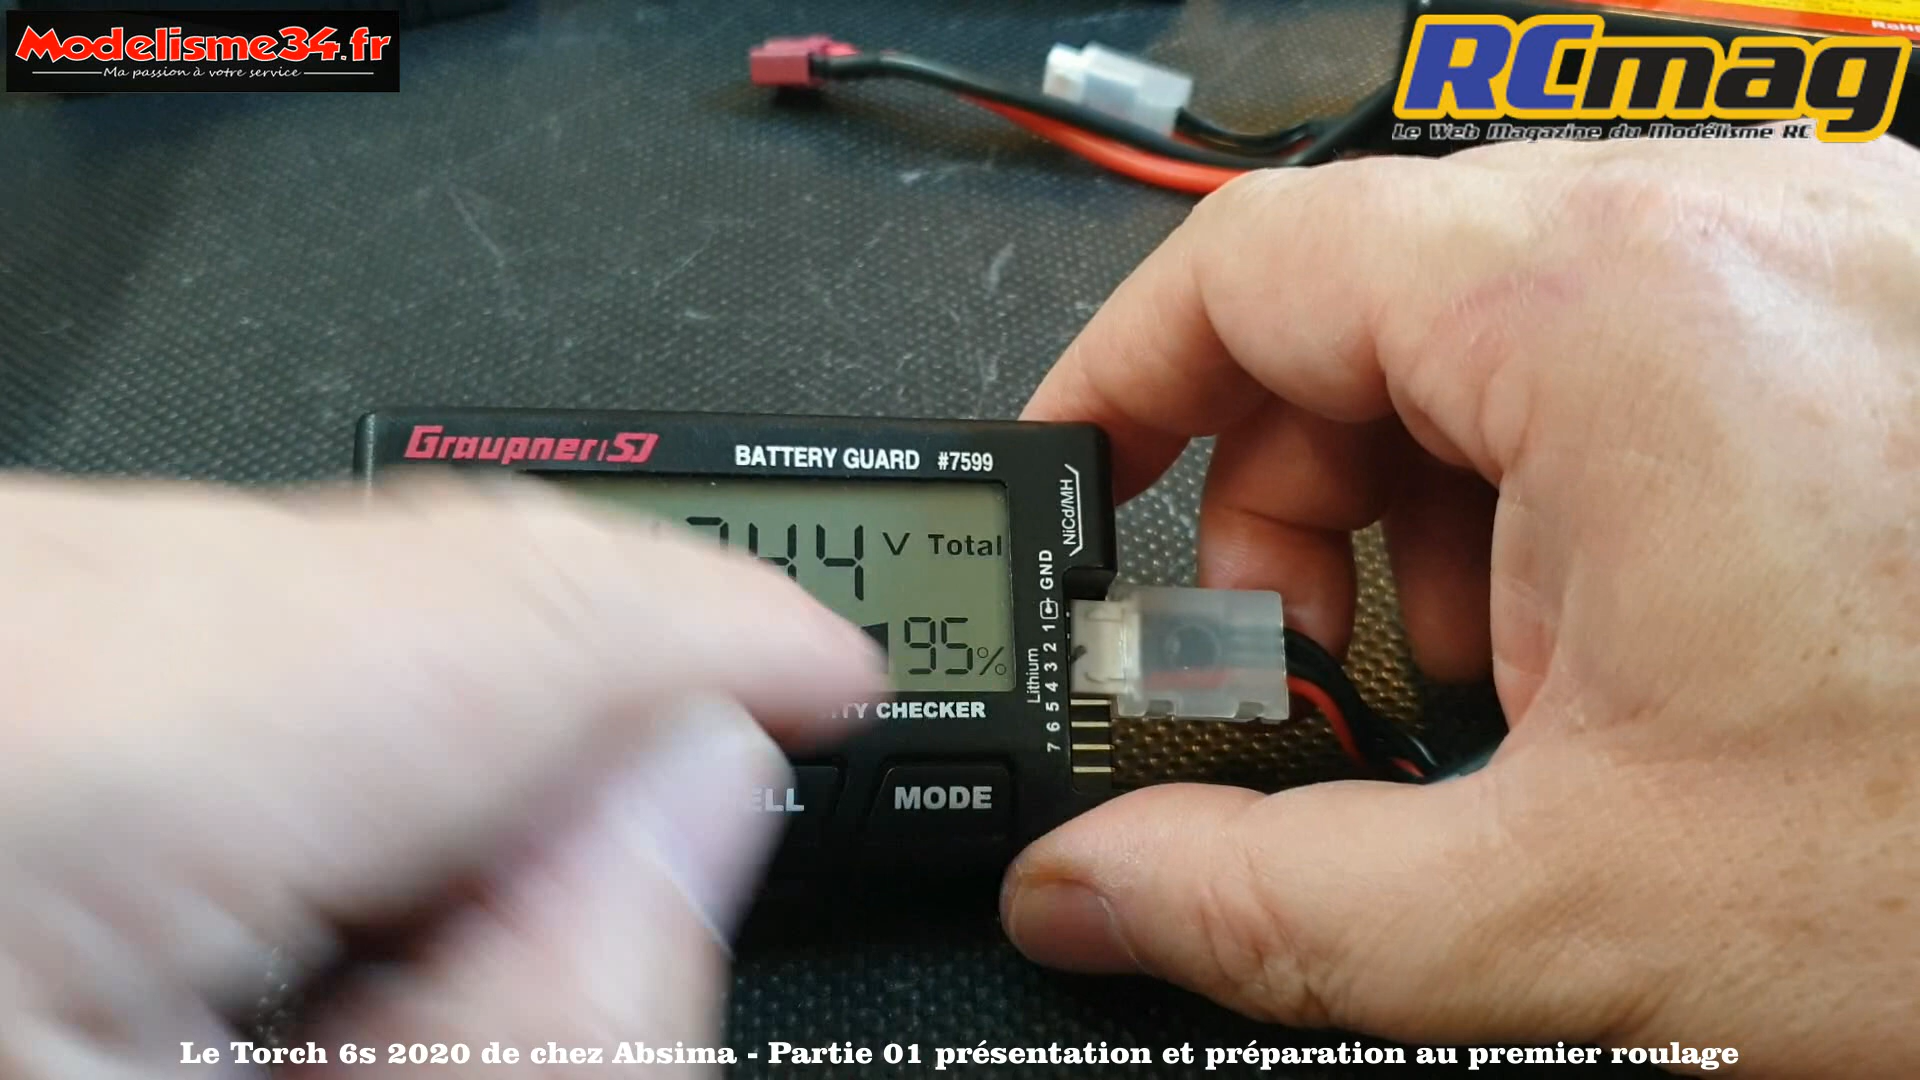 Modelisme34.fr
Ma passion à votre service
RCmag
Le Web Magazine du Modélisme RC
Graupner SJ
BATTERY GUARD #7599
NiCd/MH
V Total
GND
95%
Lithium
1 2 3 4 5 6 7
CHECKER
MODE
Le Torch 6s 2020 de chez Absima - Partie 01 présentation et préparation au premier roulage